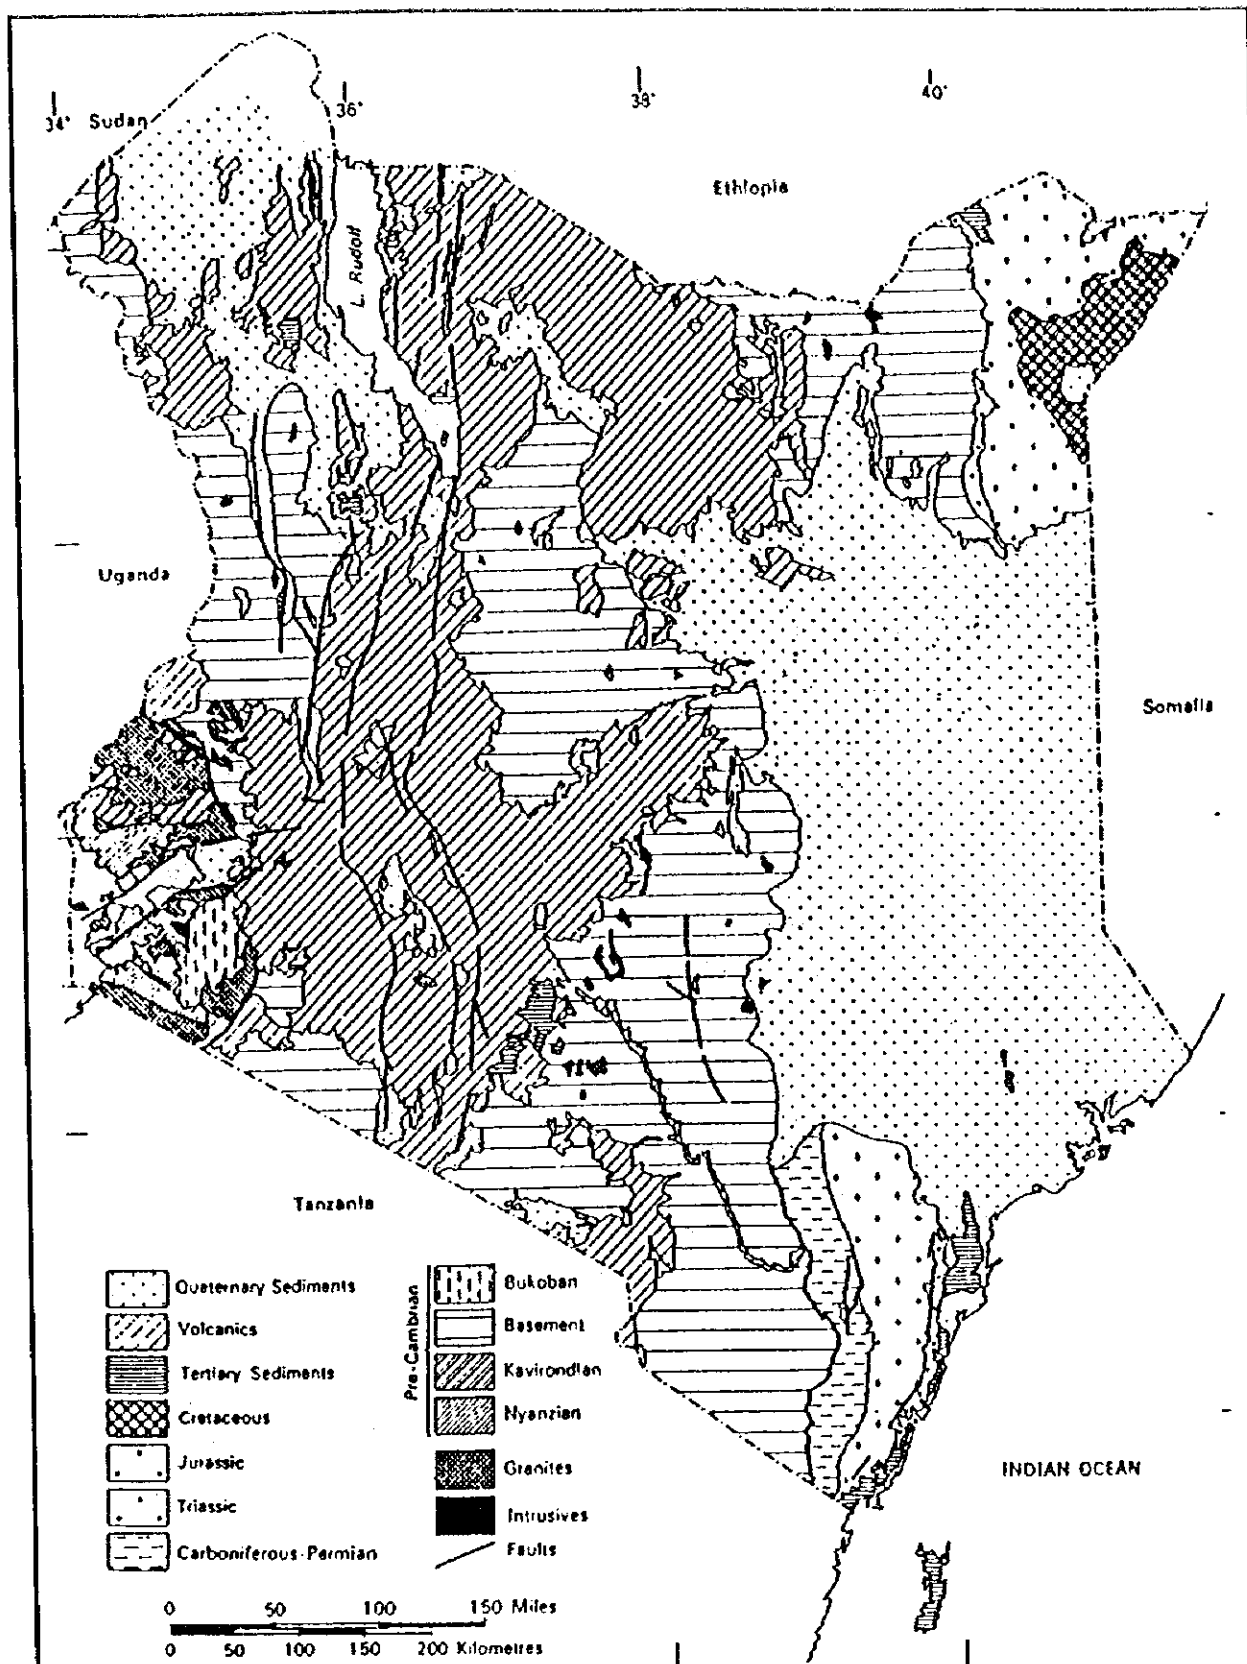 34° 36° 38° 40°
Sudan
Ethiopia
L. Rudolf
Uganda
Somalia
Tanzania
Quaternary Sediments
Volcanics
Tertiary Sediments
Cretaceous
Jurassic
Triassic
Carboniferous-Permian
Pre-Cambrian
Bukoban
Basement
Kavirondian
Nyanzian
Granites
Intrusives
Faults
INDIAN OCEAN
0 50 100 150 Miles
0 50 100 150 200 Kilometres